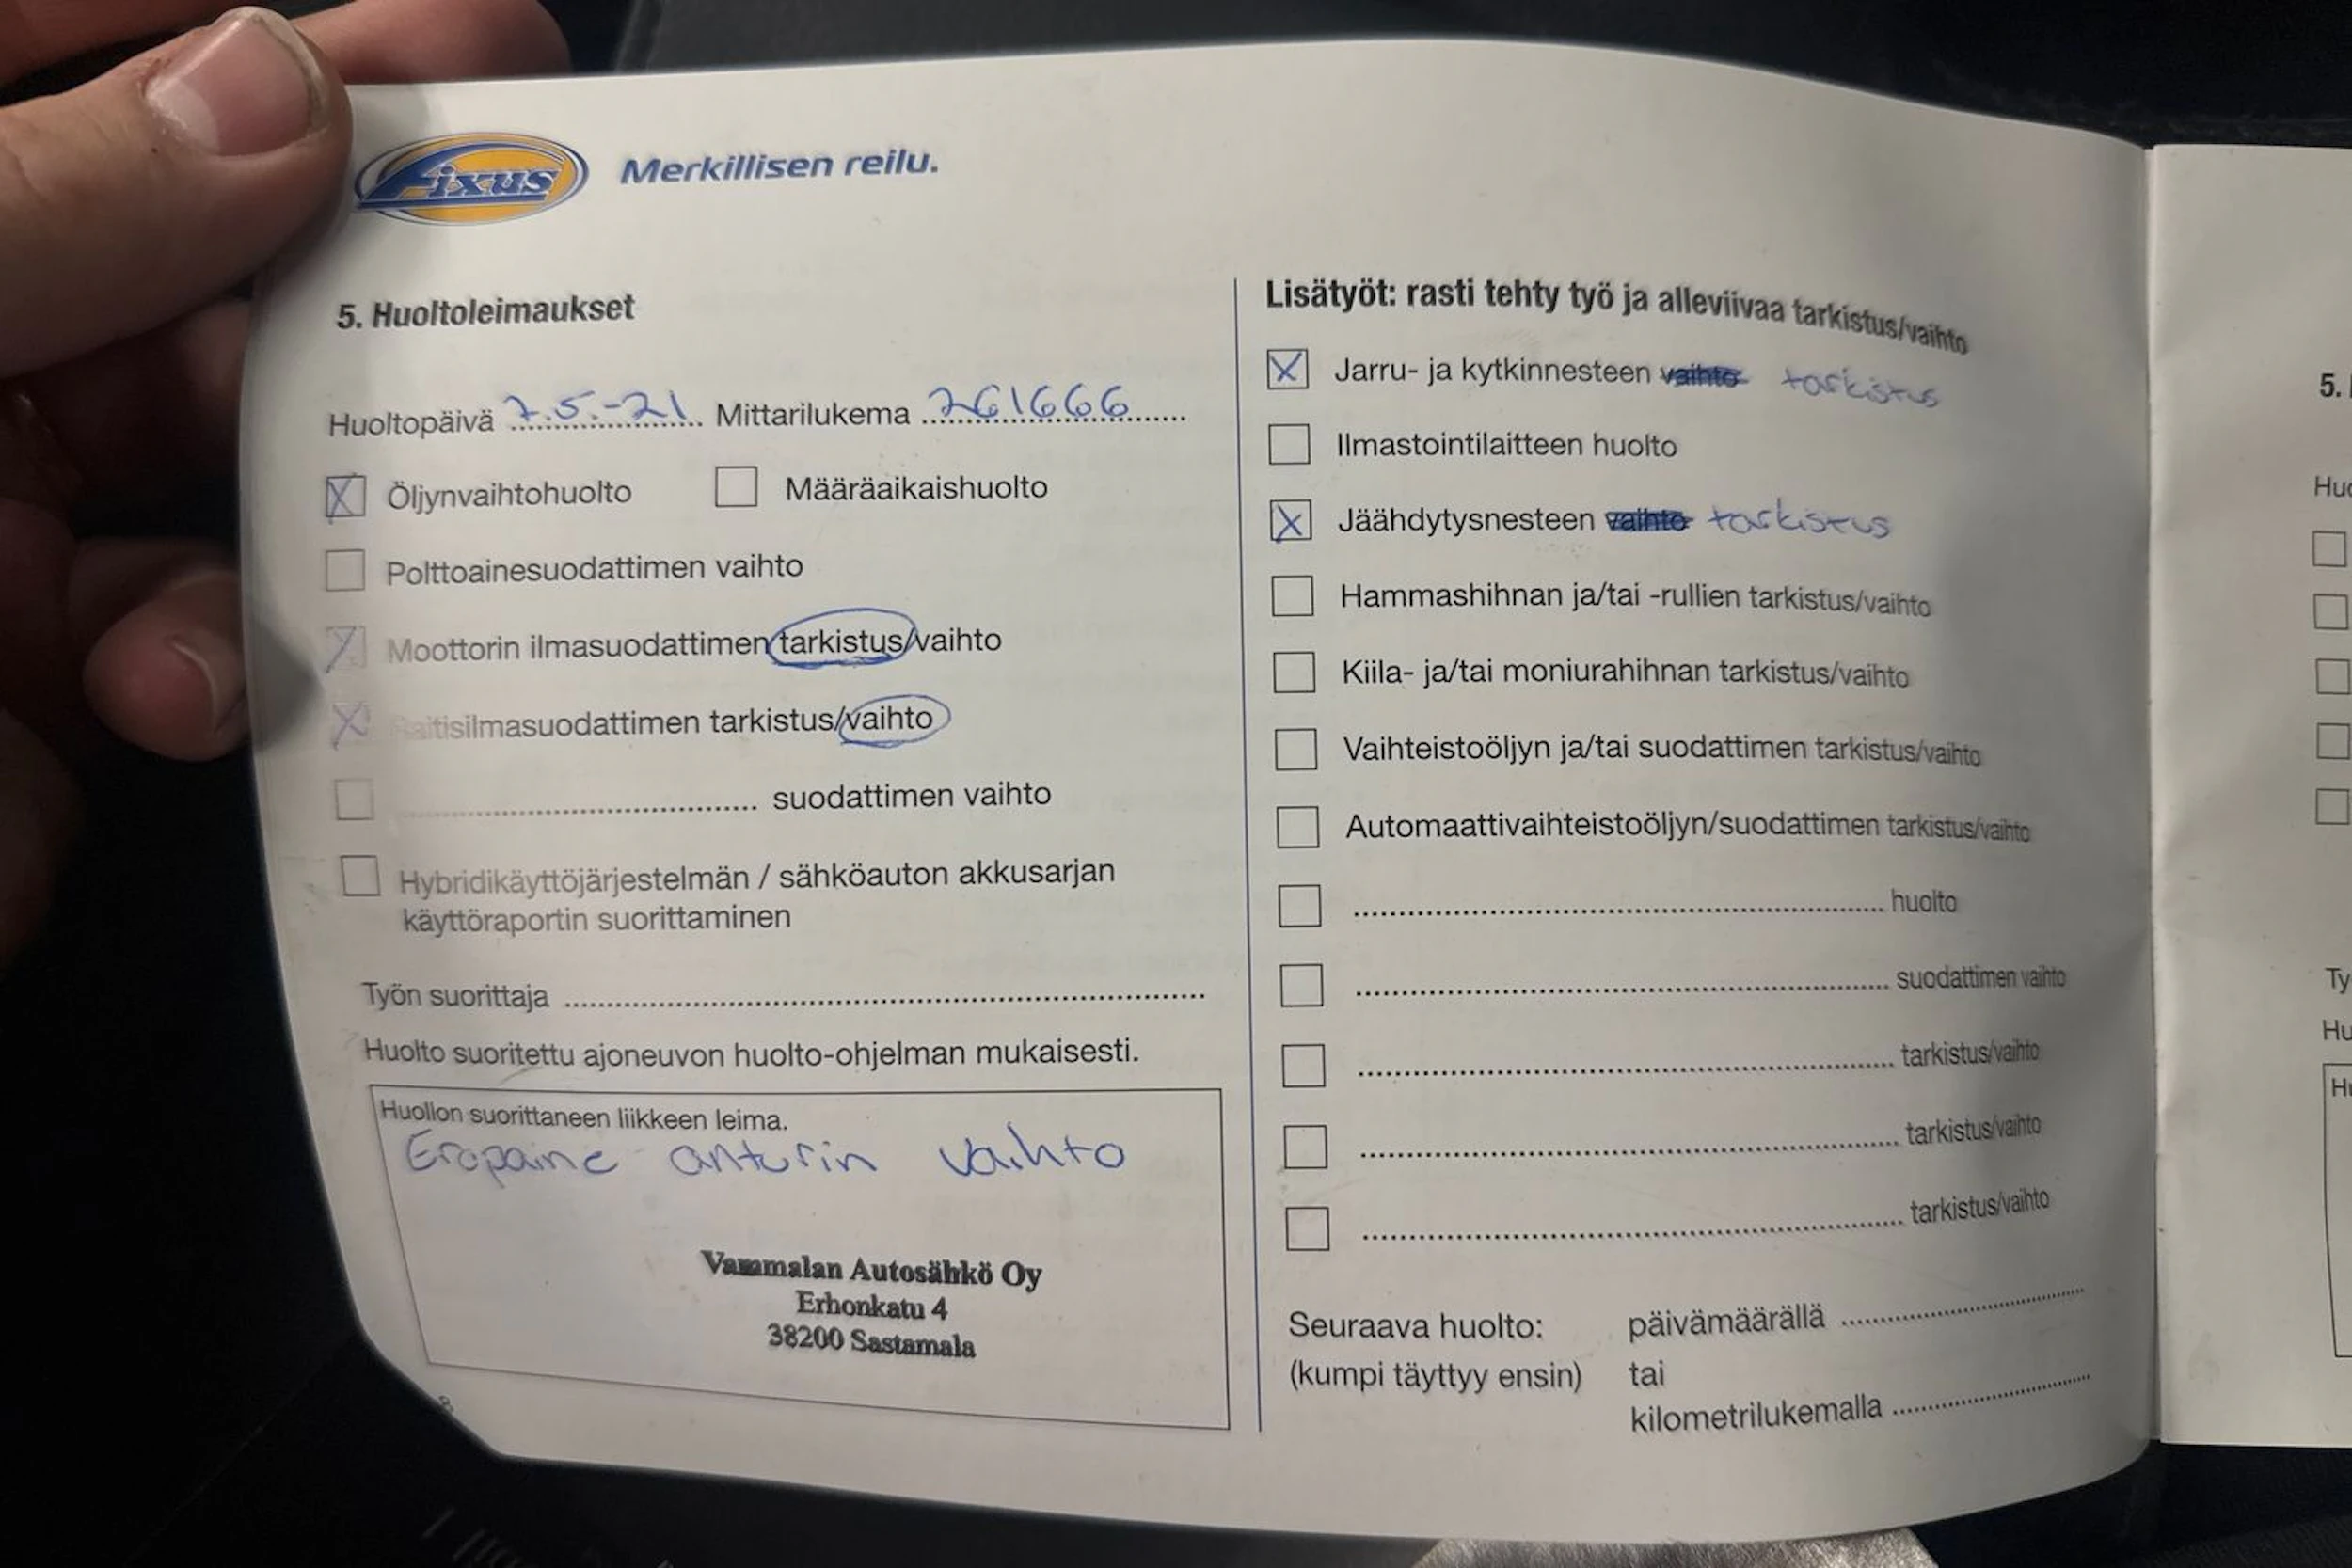 Fixus Merkillisen reilu.
5. Huoltoleimaukset
Huoltopäivä 7.5.-21 Mittarilukema 261666
Öljynvaihtohuolto Määräaikaishuolto
Polttoainesuodattimen vaihto
Moottorin ilmasuodattimen tarkistus/vaihto
Raitisilmasuodattimen tarkistus/vaihto
suodattimen vaihto
Hybridikäyttöjärjestelmän / sähköauton akkusarjan
käyttöraportin suorittaminen
Työn suorittaja
Huolto suoritettu ajoneuvon huolto-ohjelman mukaisesti.
Huollon suorittaneen liikkeen leima.
Eropaine anturin vaihto
Vammalan Autosähkö Oy
Erhonkatu 4
38200 Sastamala
8
Lisätyöt: rasti tehty työ ja alleviivaa tarkistus/vaihto
Jarru- ja kytkinnesteen vaihto tarkistus
Ilmastointilaitteen huolto
Jäähdytysnesteen vaihto tarkistus
Hammashihnan ja/tai -rullien tarkistus/vaihto
Kiila- ja/tai moniurahihnan tarkistus/vaihto
Vaihteistoöljyn ja/tai suodattimen tarkistus/vaihto
Automaattivaihteistoöljyn/suodattimen tarkistus/vaihto
huolto
suodattimen vaihto
tarkistus/vaihto
tarkistus/vaihto
tarkistus/vaihto
Seuraava huolto: päivämäärällä
(kumpi täyttyy ensin) tai
kilometrilukemalla
5.